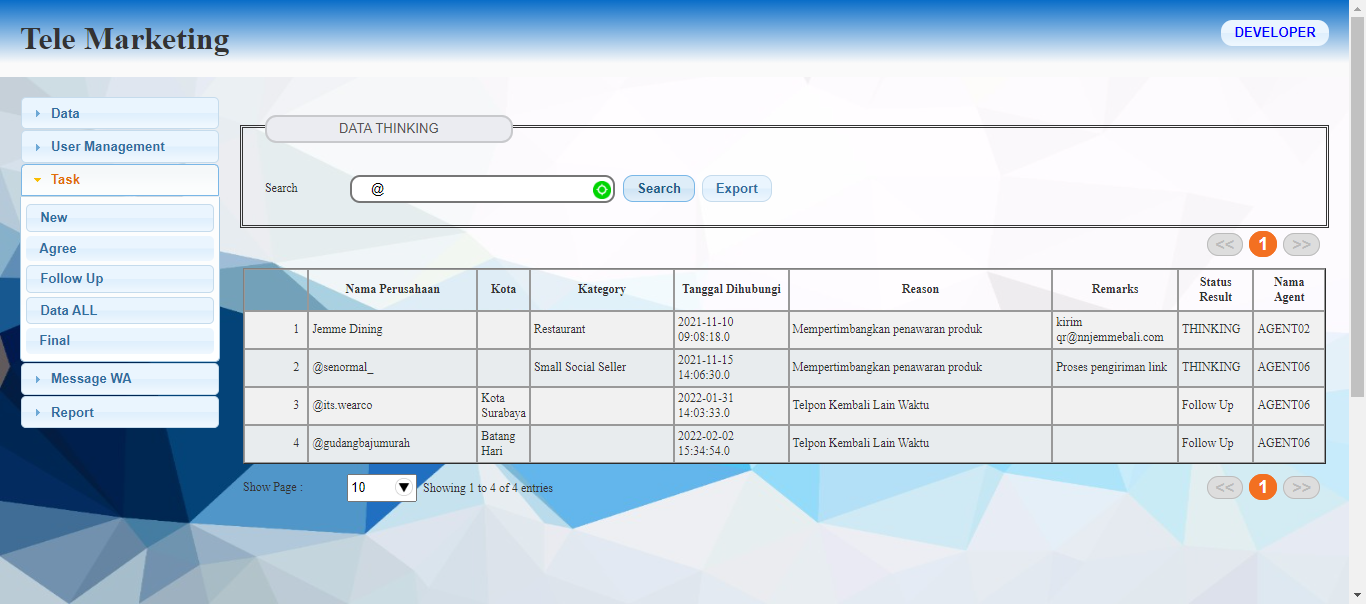 Tele Marketing
DEVELOPER
Data
User Management
Task
New
Agree
Follow Up
Data ALL
Final
Message WA
Report
DATA THINKING
Search @ Search Export
<< 1 >>
Nama Perusahaan Kota Kategory Tanggal Dihubungi Reason Remarks Status Result Nama Agent
1 Jemme Dining Restaurant 2021-11-10 09:08:18.0 Mempertimbangkan penawaran produk kirim qr@nnjemmebali.com THINKING AGENT02
2 @senormal_ Small Social Seller 2021-11-15 14:06:30.0 Mempertimbangkan penawaran produk Proses pengiriman link THINKING AGENT06
3 @its.wearco Kota Surabaya 2022-01-31 14:03:33.0 Telpon Kembali Lain Waktu Follow Up AGENT06
4 @gudangbajumurah Batang Hari 2022-02-02 15:34:54.0 Telpon Kembali Lain Waktu Follow Up AGENT06
Show Page : 10 Showing 1 to 4 of 4 entries
<< 1 >>